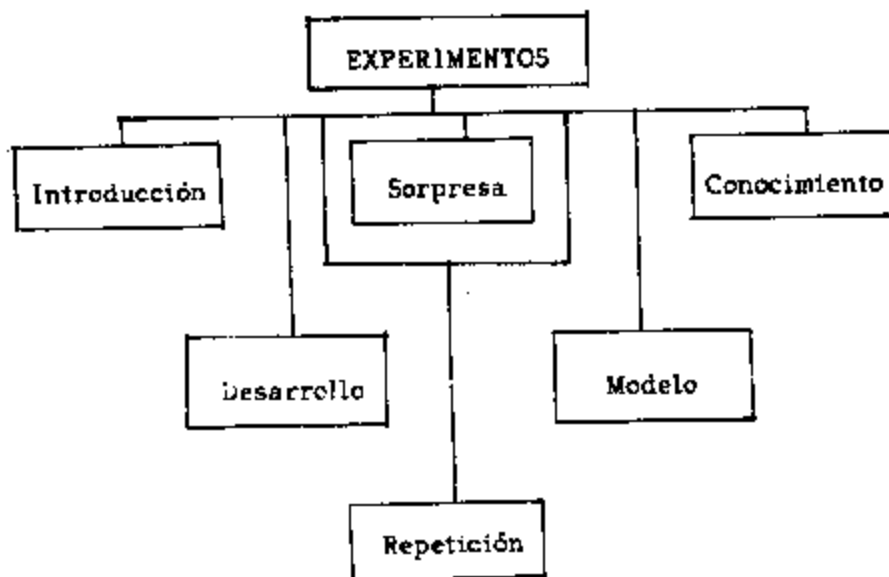 EXPERIMENTOS
Introducción
Sorpresa
Conocimiento
Desarrollo
Modelo
Repetición